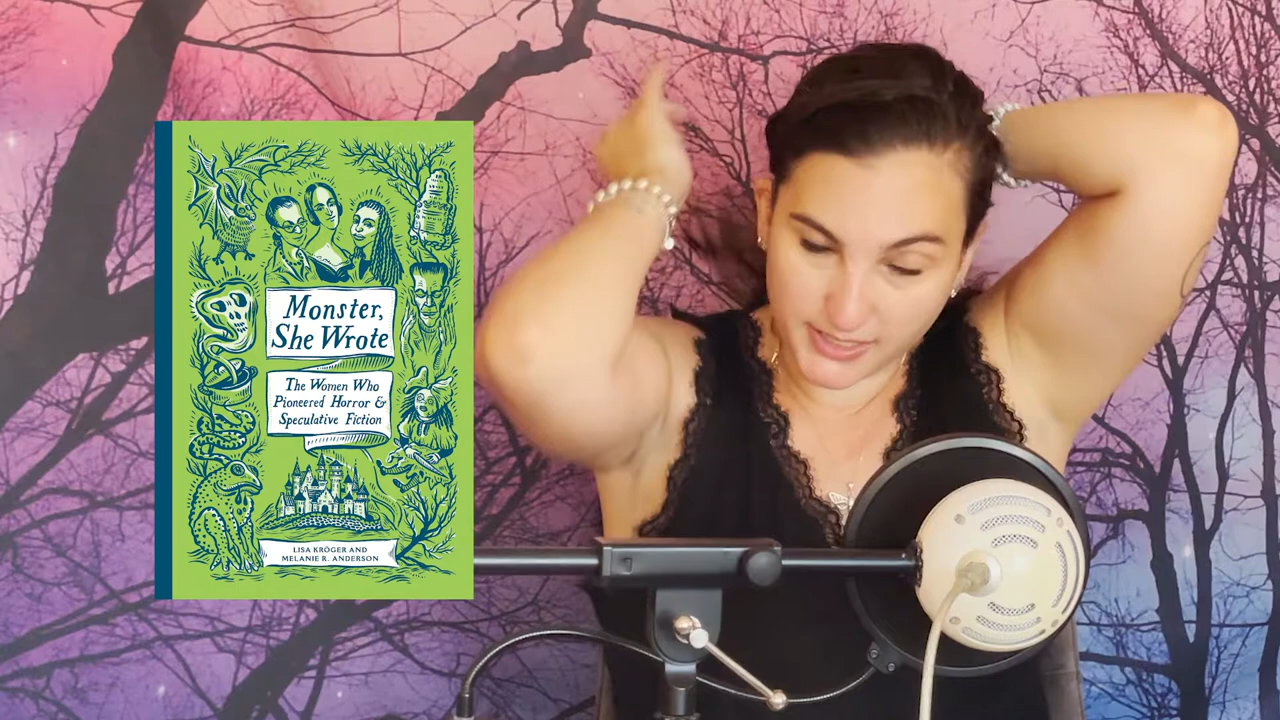 Monster,
She Wrote
The Women Who
Pioneered Horror &
Speculative Fiction
LISA KRÖGER AND
MELANIE R. ANDERSON